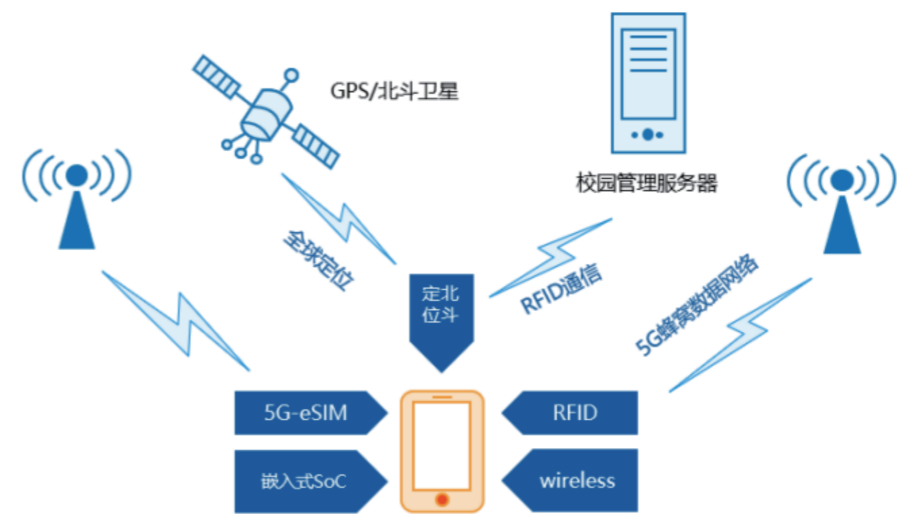 GPS/北斗卫星
校园管理服务器
全球定位
RFID通信
5G蜂窝数据网络
定北
位斗
5G-eSIM
RFID
嵌入式SoC
wireless